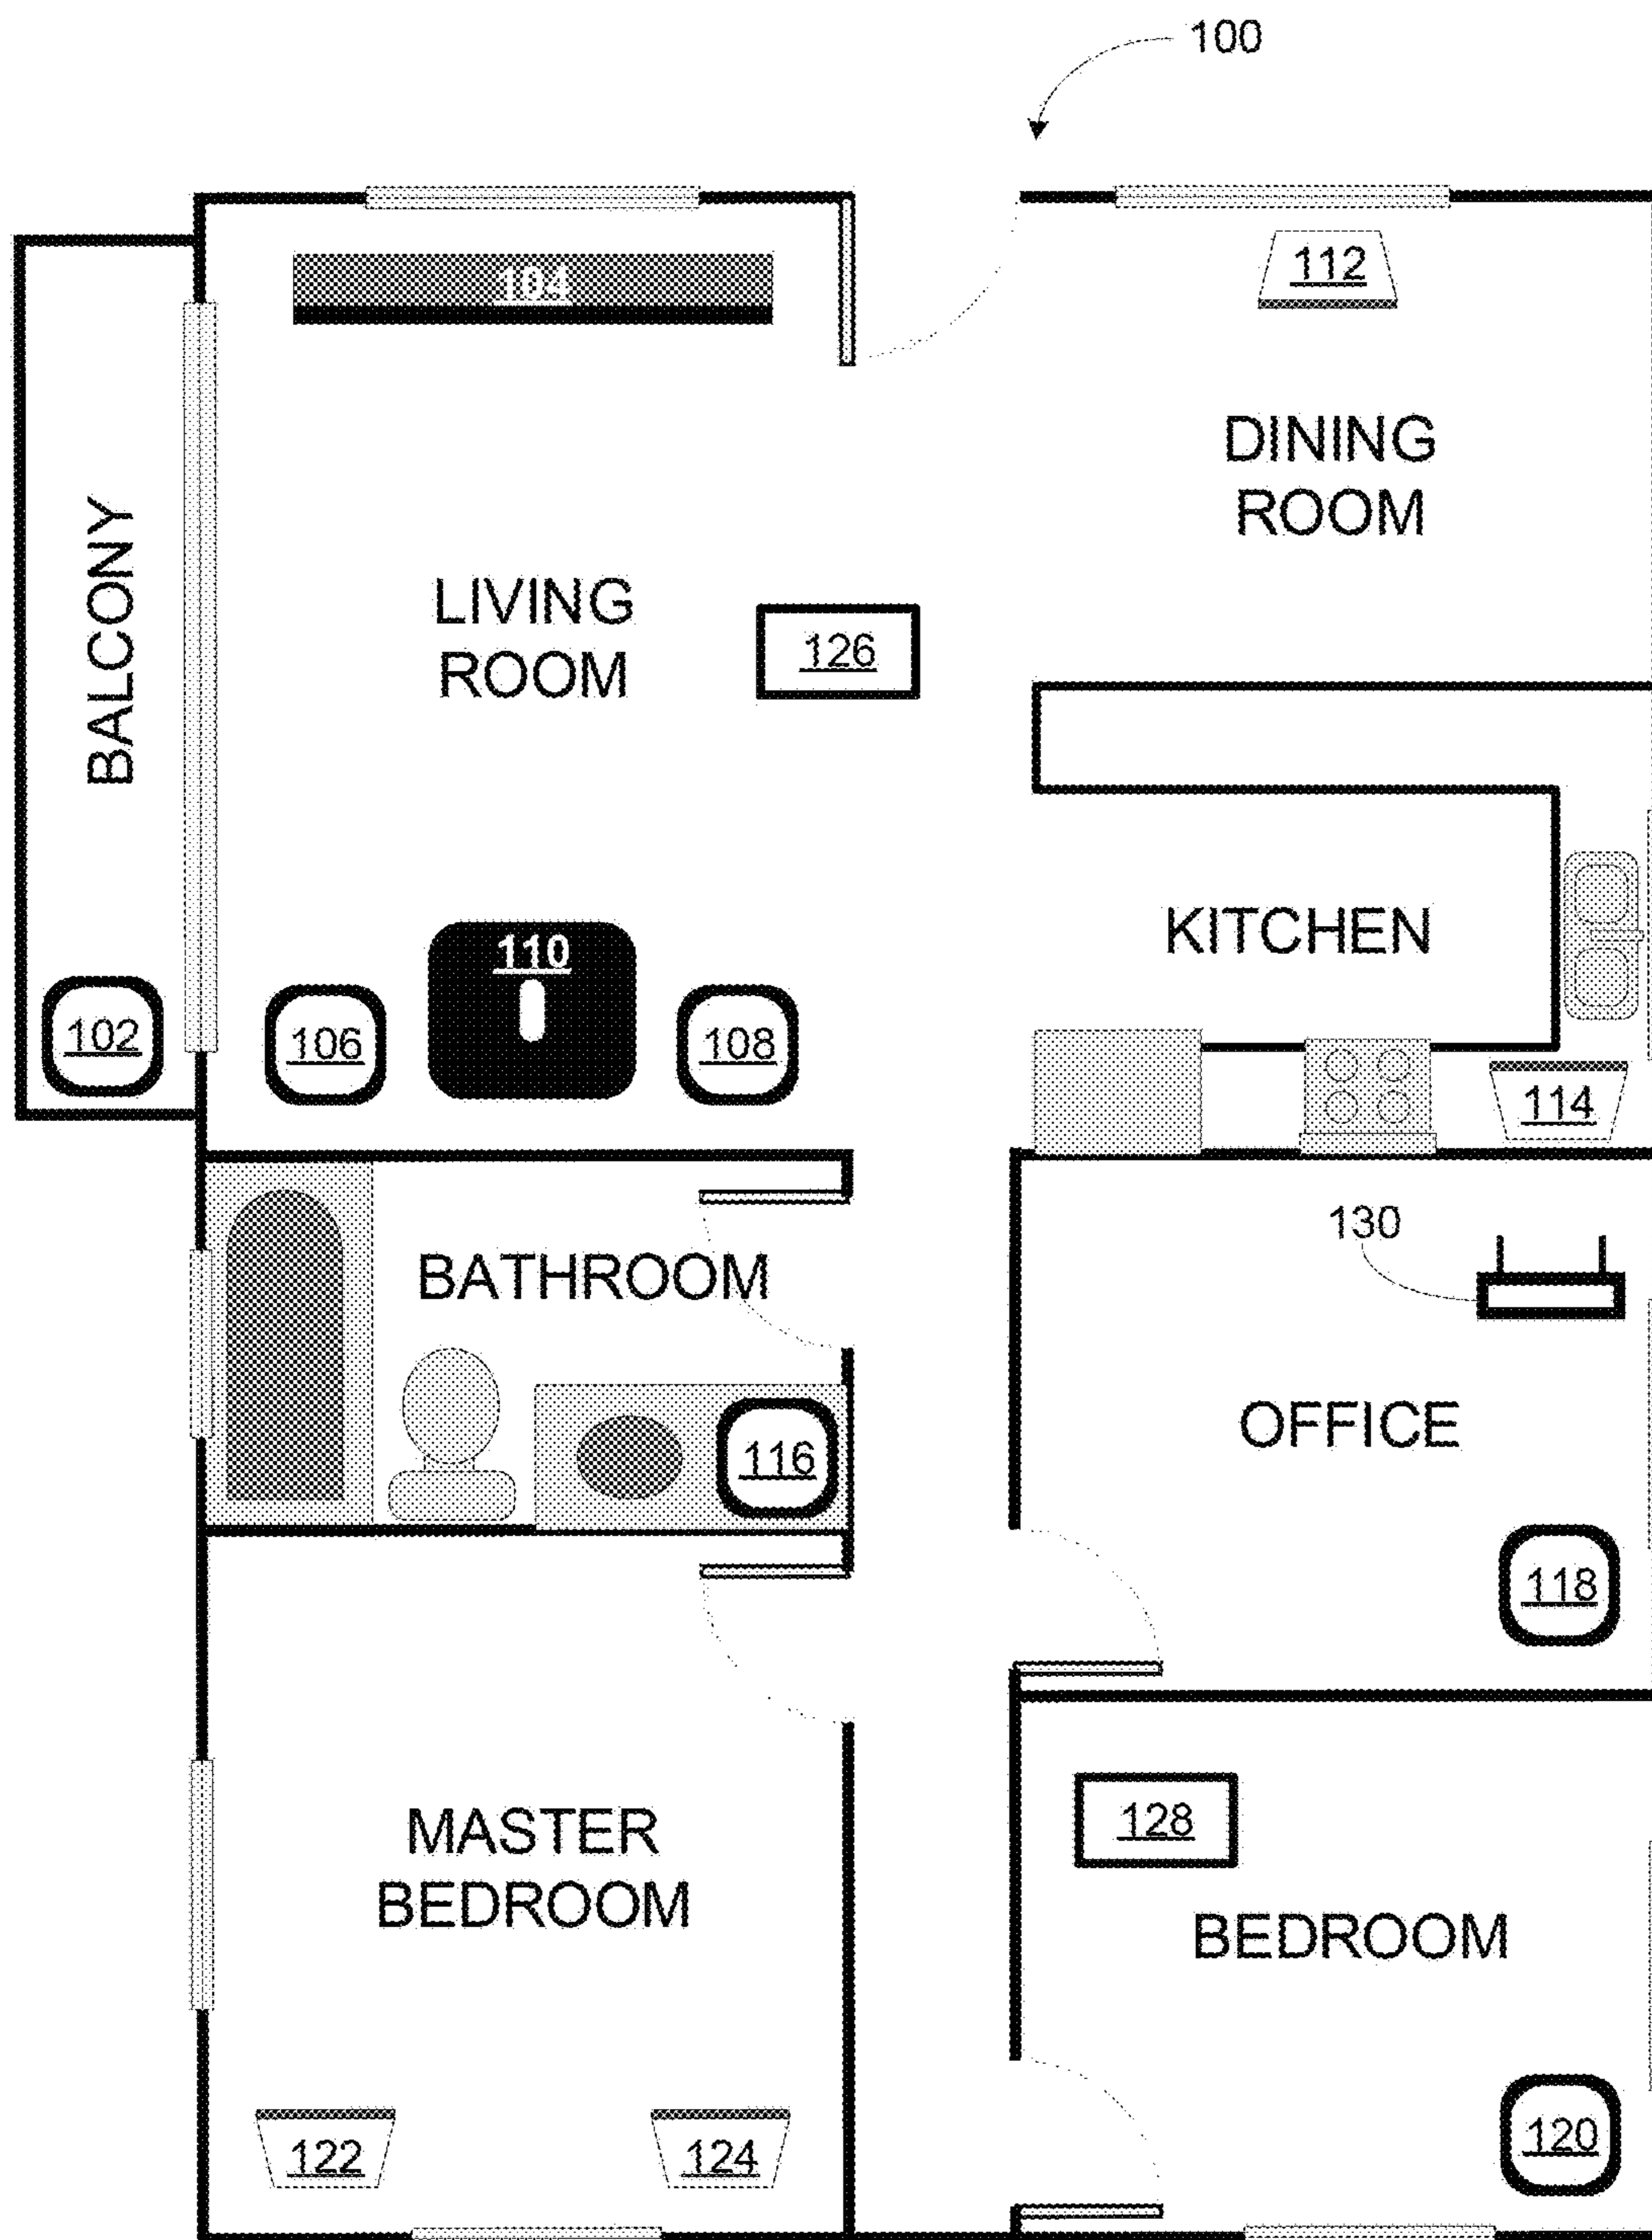 100
104
112
DINING
ROOM
BALCONY
LIVING
ROOM
126
KITCHEN
110
102
106
108
114
130
BATHROOM
OFFICE
116
118
128
MASTER
BEDROOM
BEDROOM
122
124
120